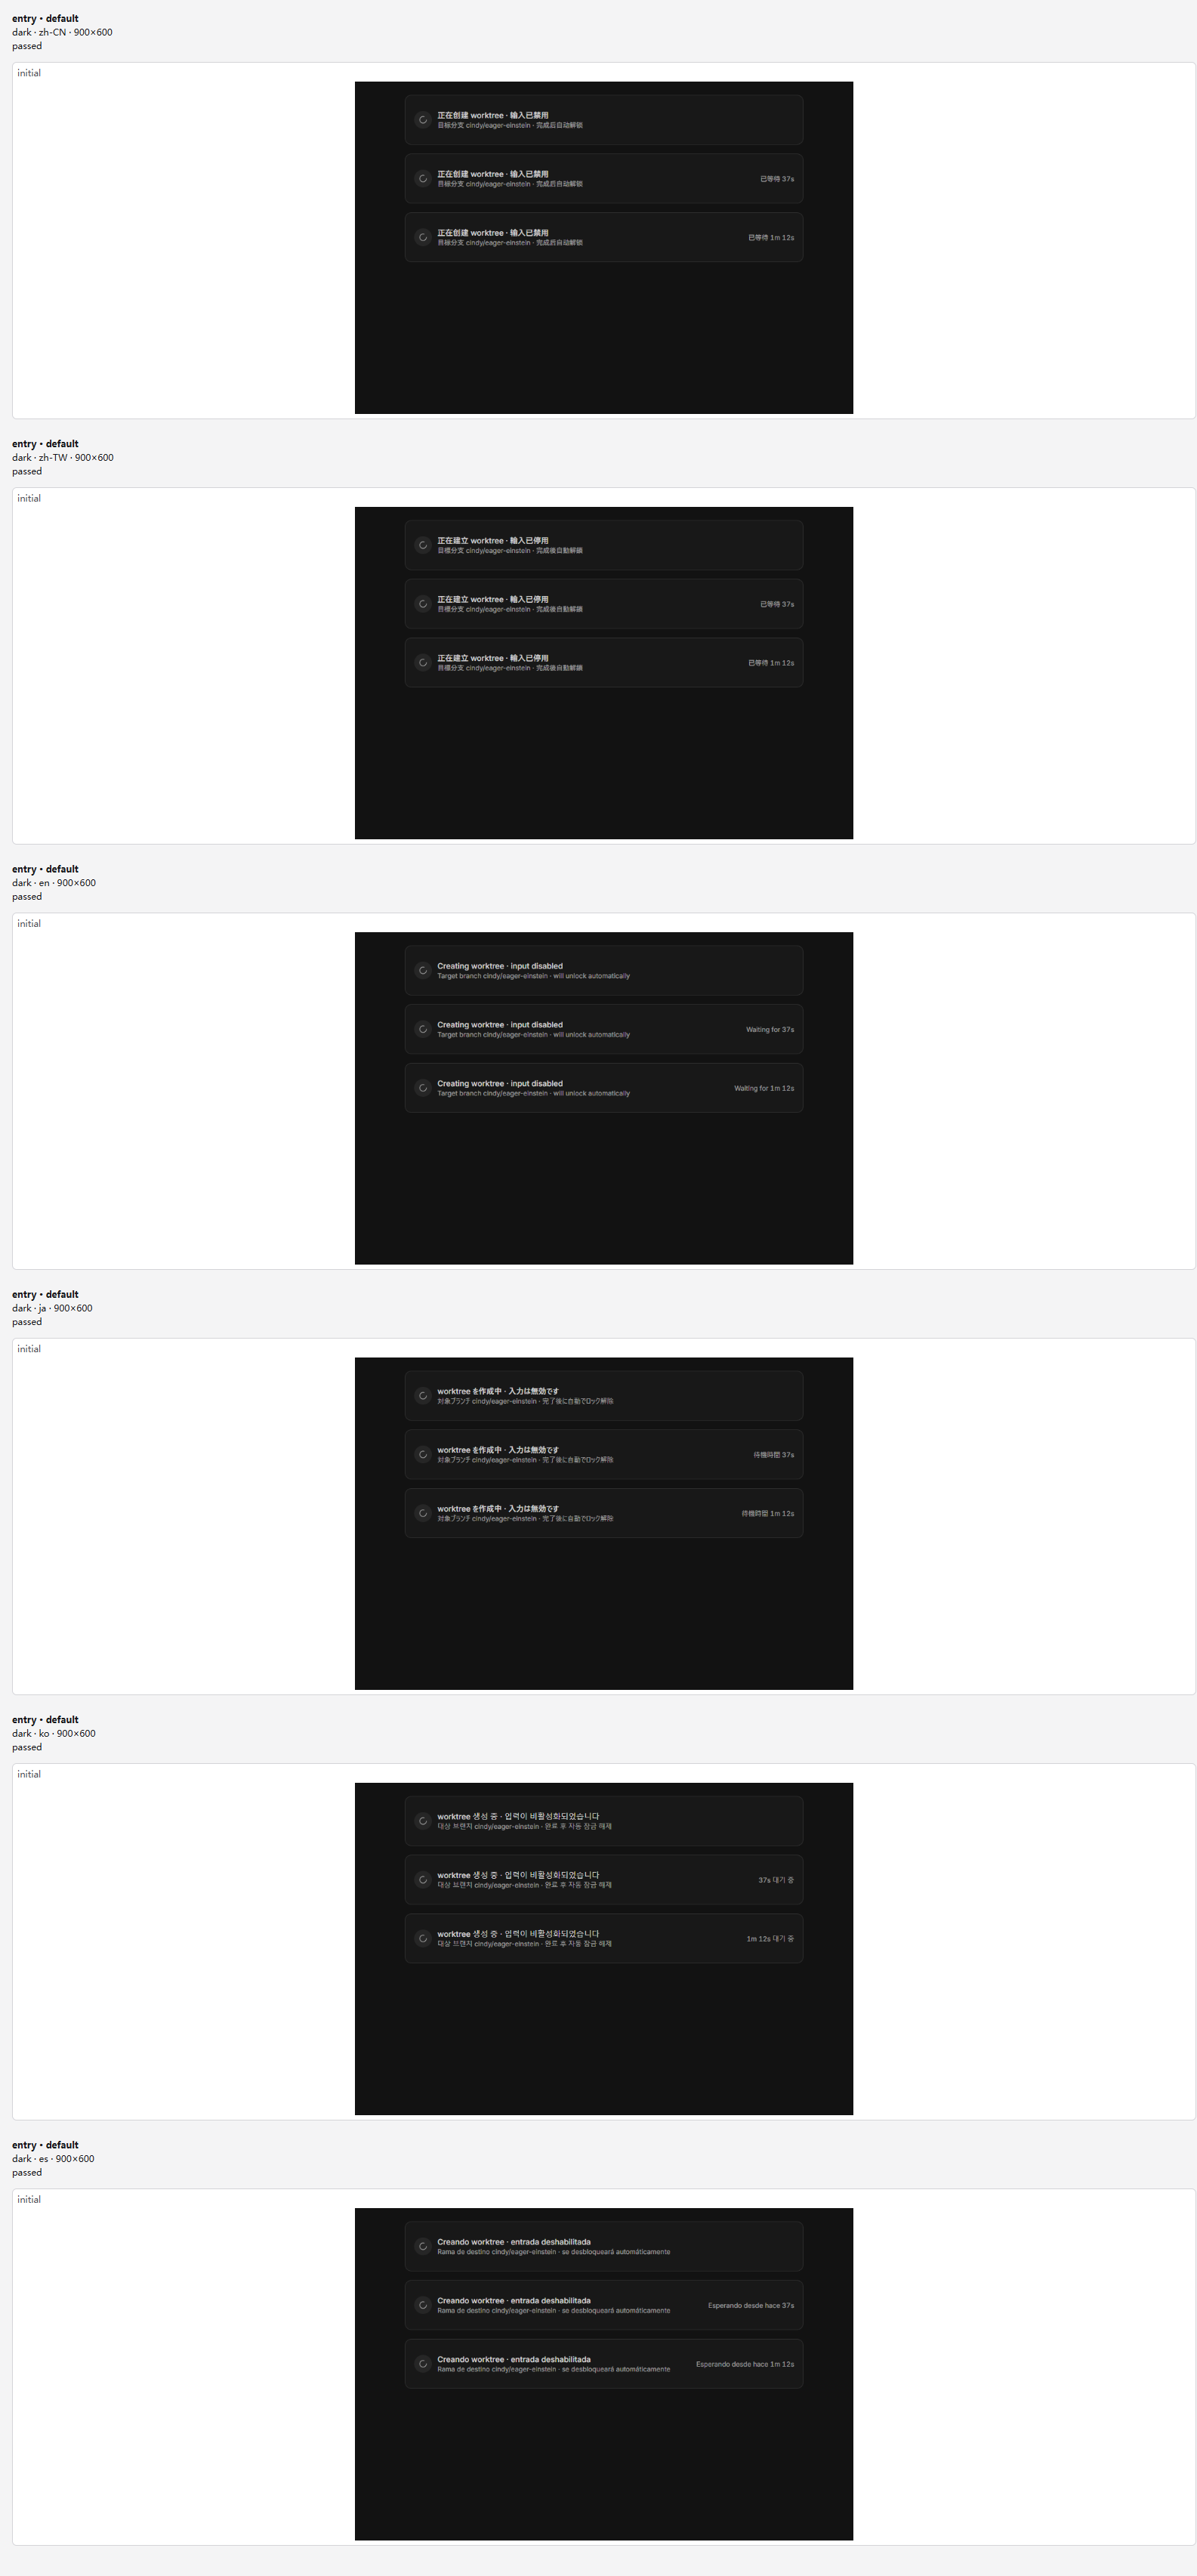 entry • default
dark · zh-CN · 900×600
passed
initial
正在创建 worktree · 输入已禁用
目标分支 cindy/eager-einstein · 完成后自动解锁
正在创建 worktree · 输入已禁用
目标分支 cindy/eager-einstein · 完成后自动解锁
已等待 37s
正在创建 worktree · 输入已禁用
目标分支 cindy/eager-einstein · 完成后自动解锁
已等待 1m 12s
entry • default
dark · zh-TW · 900×600
passed
initial
正在建立 worktree · 輸入已停用
目標分支 cindy/eager-einstein · 完成後自動解鎖
正在建立 worktree · 輸入已停用
目標分支 cindy/eager-einstein · 完成後自動解鎖
已等待 37s
正在建立 worktree · 輸入已停用
目標分支 cindy/eager-einstein · 完成後自動解鎖
已等待 1m 12s
entry • default
dark · en · 900×600
passed
initial
Creating worktree · input disabled
Target branch cindy/eager-einstein · will unlock automatically
Creating worktree · input disabled
Target branch cindy/eager-einstein · will unlock automatically
Waiting for 37s
Creating worktree · input disabled
Target branch cindy/eager-einstein · will unlock automatically
Waiting for 1m 12s
entry • default
dark · ja · 900×600
passed
initial
worktree を作成中 · 入力は無効です
対象ブランチ cindy/eager-einstein · 完了後に自動でロック解除
worktree を作成中 · 入力は無効です
対象ブランチ cindy/eager-einstein · 完了後に自動でロック解除
待機時間 37s
worktree を作成中 · 入力は無効です
対象ブランチ cindy/eager-einstein · 完了後に自動でロック解除
待機時間 1m 12s
entry • default
dark · ko · 900×600
passed
initial
worktree 생성 중 · 입력이 비활성화되었습니다
대상 브랜치 cindy/eager-einstein · 완료 후 자동 잠금 해제
worktree 생성 중 · 입력이 비활성화되었습니다
대상 브랜치 cindy/eager-einstein · 완료 후 자동 잠금 해제
37s 대기 중
worktree 생성 중 · 입력이 비활성화되었습니다
대상 브랜치 cindy/eager-einstein · 완료 후 자동 잠금 해제
1m 12s 대기 중
entry • default
dark · es · 900×600
passed
initial
Creando worktree · entrada deshabilitada
Rama de destino cindy/eager-einstein · se desbloqueará automáticamente
Creando worktree · entrada deshabilitada
Rama de destino cindy/eager-einstein · se desbloqueará automáticamente
Esperando desde hace 37s
Creando worktree · entrada deshabilitada
Rama de destino cindy/eager-einstein · se desbloqueará automáticamente
Esperando desde hace 1m 12s